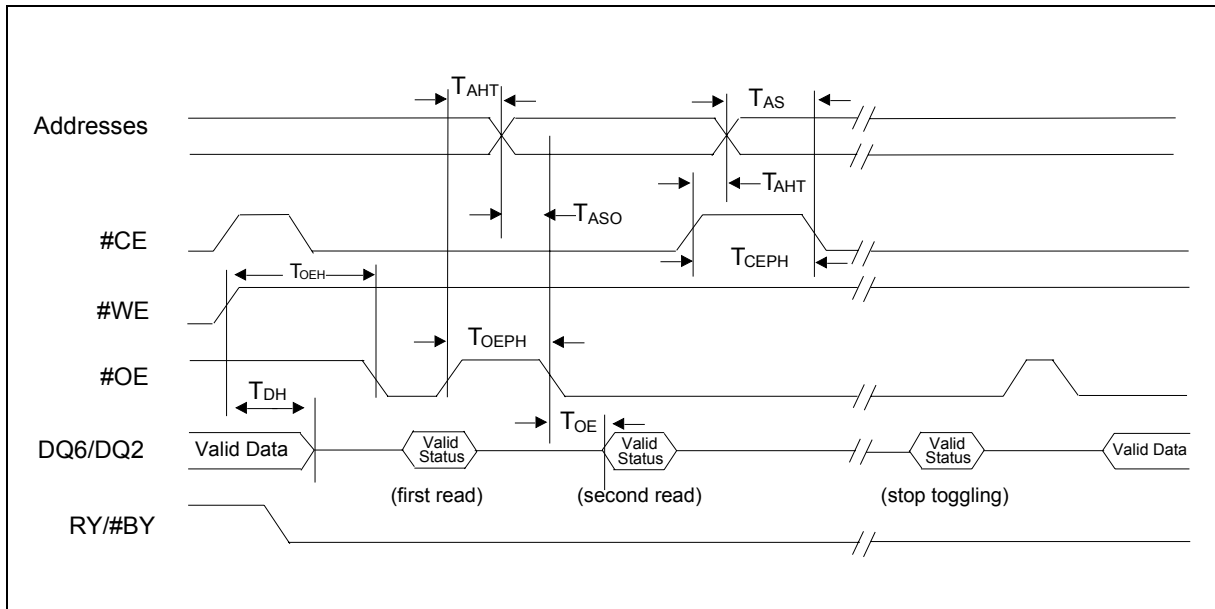 TAHT
TAS
Addresses
TAHT
TASO
#CE
TCEPH
TOEH
#WE
TOEPH
#OE
TDH
TOE
DQ6/DQ2
Valid Data
Valid
Status
Valid
Status
Valid
Status
Valid Data
(first read)
(second read)
(stop toggling)
RY/#BY